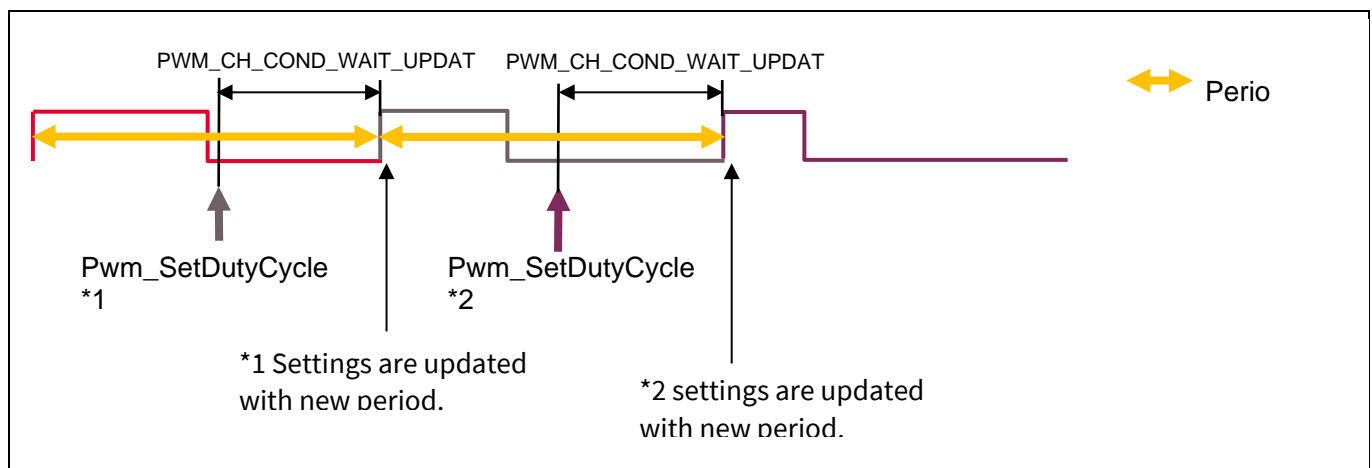 PWM_CH_COND_WAIT_UPDAT
PWM_CH_COND_WAIT_UPDAT
Perio
Pwm_SetDutyCycle
*1
Pwm_SetDutyCycle
*2
*1 Settings are updated
with new period.
*2 settings are updated
with new period.